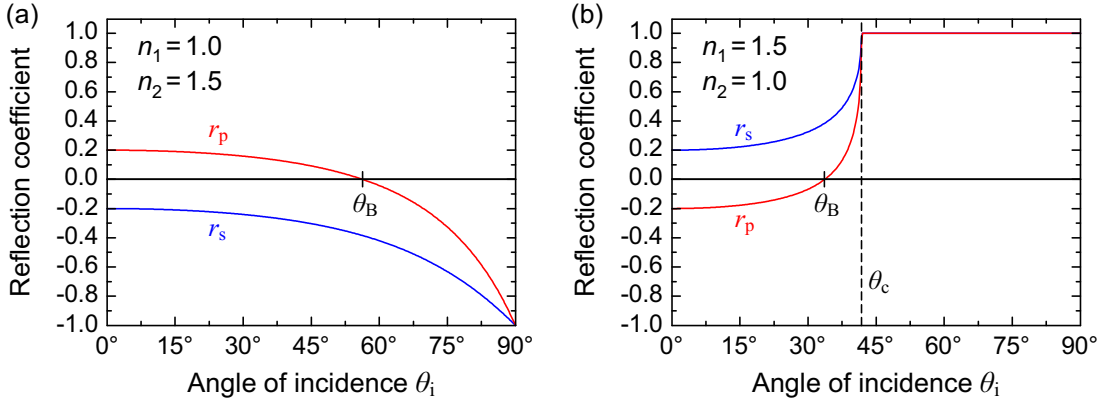 (a)
n₁ = 1.0
n₂ = 1.5
Reflection coefficient
1.0
0.8
0.6
0.4
0.2
0.0
-0.2
-0.4
-0.6
-0.8
-1.0
rₚ
θB
rₛ
0° 15° 30° 45° 60° 75° 90°
Angle of incidence θᵢ
(b)
n₁ = 1.5
n₂ = 1.0
Reflection coefficient
1.0
0.8
0.6
0.4
0.2
0.0
-0.2
-0.4
-0.6
-0.8
-1.0
rₛ
θB
rₚ
θc
0° 15° 30° 45° 60° 75° 90°
Angle of incidence θᵢ